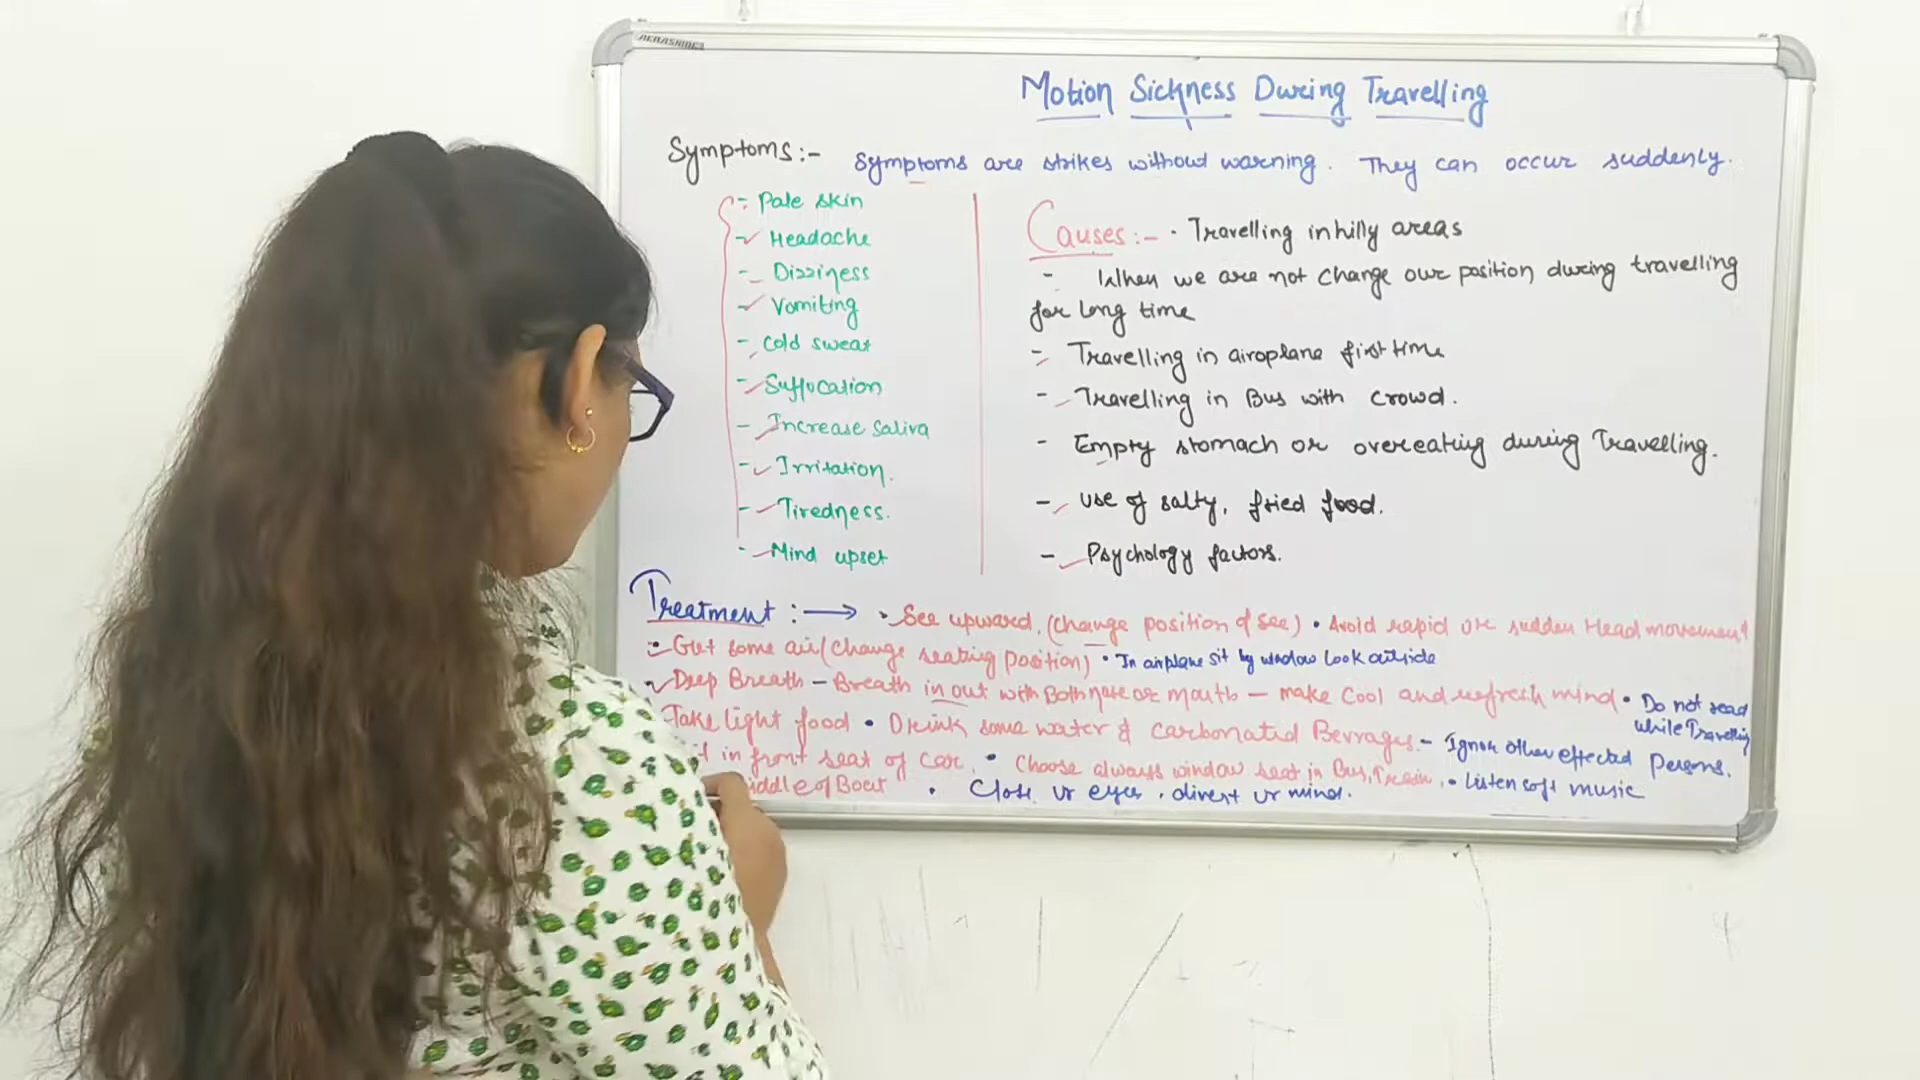 AERASHINE
Motion Sickness During Travelling
Symptoms:- Symptoms are strikes without warning. They can occur suddenly.
- Pale skin
- Headache
- Dizziness
- Vomiting
- Cold sweat
- Suffocation
- Increase Saliva
- Irritation.
- Tiredness.
- Mind upset
Causes:- • Travelling in hilly areas
- When we are not change our position during travelling
for long time
- Travelling in airoplane first time
- Travelling in Bus with crowd.
- Empty stomach or overeating during Travelling.
- use of salty, fried food.
- Psychology factors.
Treatment : → • See upward. (change position of see) • Avoid rapid or sudden Head movement
• Get some air (change seating position) • In airplane sit by window look outside
Deep Breath - Breath in out with Both nose or mouth - make cool and refresh mind • Do not read
while Travelling
Take light food • Drink some water & carbonated Bevrages - Ignore other effected Persons.
in front seat of car. • Choose always window seat in Bus, Train. • Listen soft music
of Boat • Close ur eyes, divert ur mind.